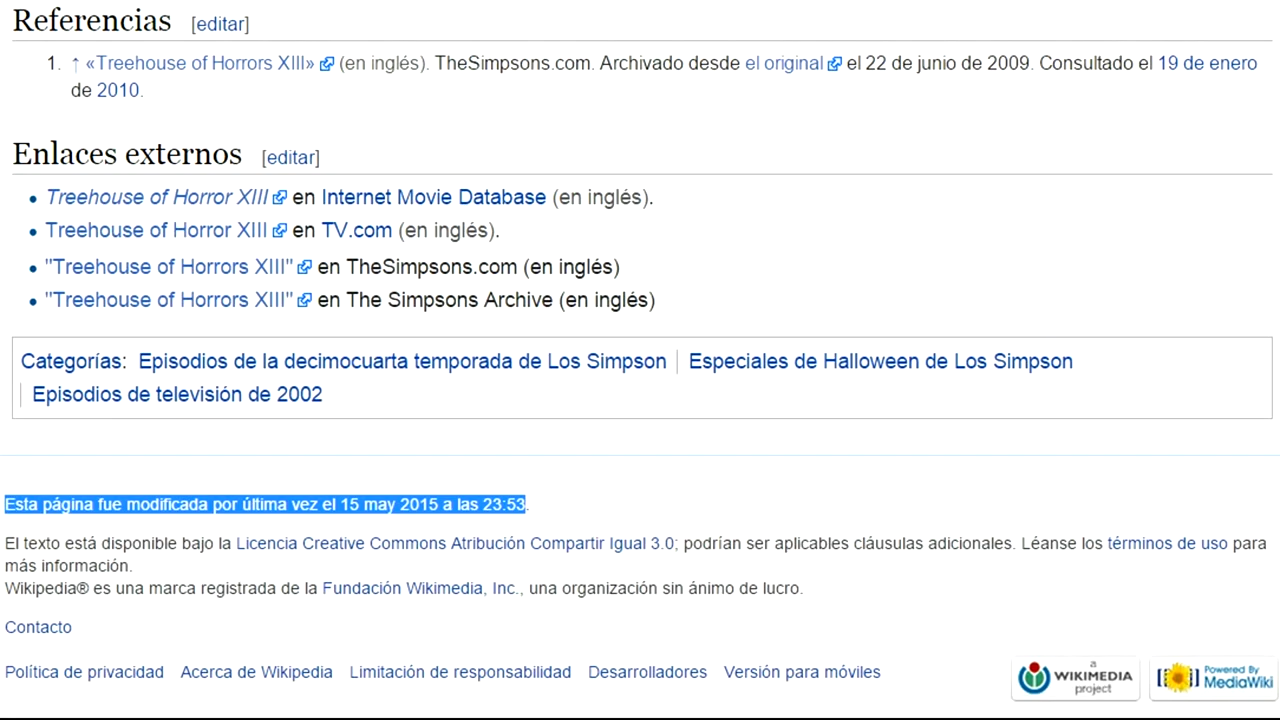 Referencias [editar]
1. ↑ «Treehouse of Horrors XIII» (en inglés). TheSimpsons.com. Archivado desde el original el 22 de junio de 2009. Consultado el 19 de enero
de 2010.
Enlaces externos [editar]
• Treehouse of Horror XIII en Internet Movie Database (en inglés).
• Treehouse of Horror XIII en TV.com (en inglés).
• "Treehouse of Horrors XIII" en TheSimpsons.com (en inglés)
• "Treehouse of Horrors XIII" en The Simpsons Archive (en inglés)
Categorías: Episodios de la decimocuarta temporada de Los Simpson | Especiales de Halloween de Los Simpson
| Episodios de televisión de 2002
Esta página fue modificada por última vez el 15 may 2015 a las 23:53.
El texto está disponible bajo la Licencia Creative Commons Atribución Compartir Igual 3.0; podrían ser aplicables cláusulas adicionales. Léanse los términos de uso para
más información.
Wikipedia® es una marca registrada de la Fundación Wikimedia, Inc., una organización sin ánimo de lucro.
Contacto
Política de privacidad Acerca de Wikipedia Limitación de responsabilidad Desarrolladores Versión para móviles
a
WIKIMEDIA
project
Powered By
MediaWiki